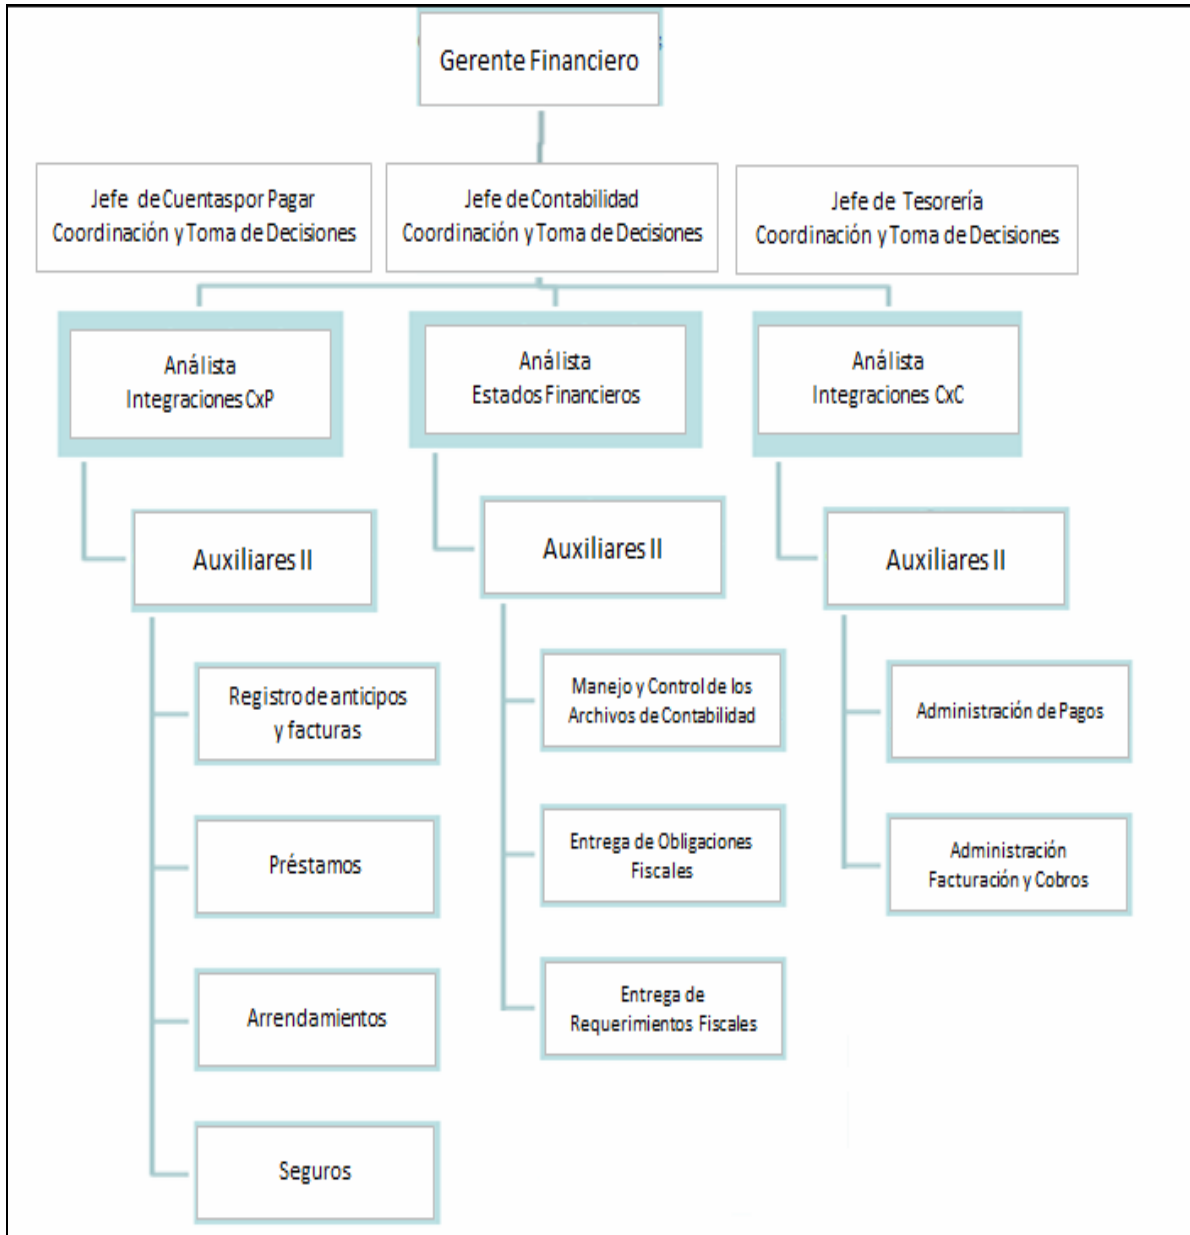 Gerente Financiero
Jefe de Cuentaspor Pagar
Coordinación y Toma de Decisiones
Jefe de Contabilidad
Coordinación y Toma de Decisiones
Jefe de Tesorería
Coordinación y Toma de Decisiones
Análista
Integraciones CxP
Análista
Estados Financieros
Análista
Integraciones CxC
Auxiliares II
Auxiliares II
Auxiliares II
Registro de anticipos
y facturas
Préstamos
Arrendamientos
Seguros
Manejo y Control de los
Archivos de Contabilidad
Entrega de Obligaciones
Fiscales
Entrega de
Requerimientos Fiscales
Administración de Pagos
Administración
Facturación y Cobros